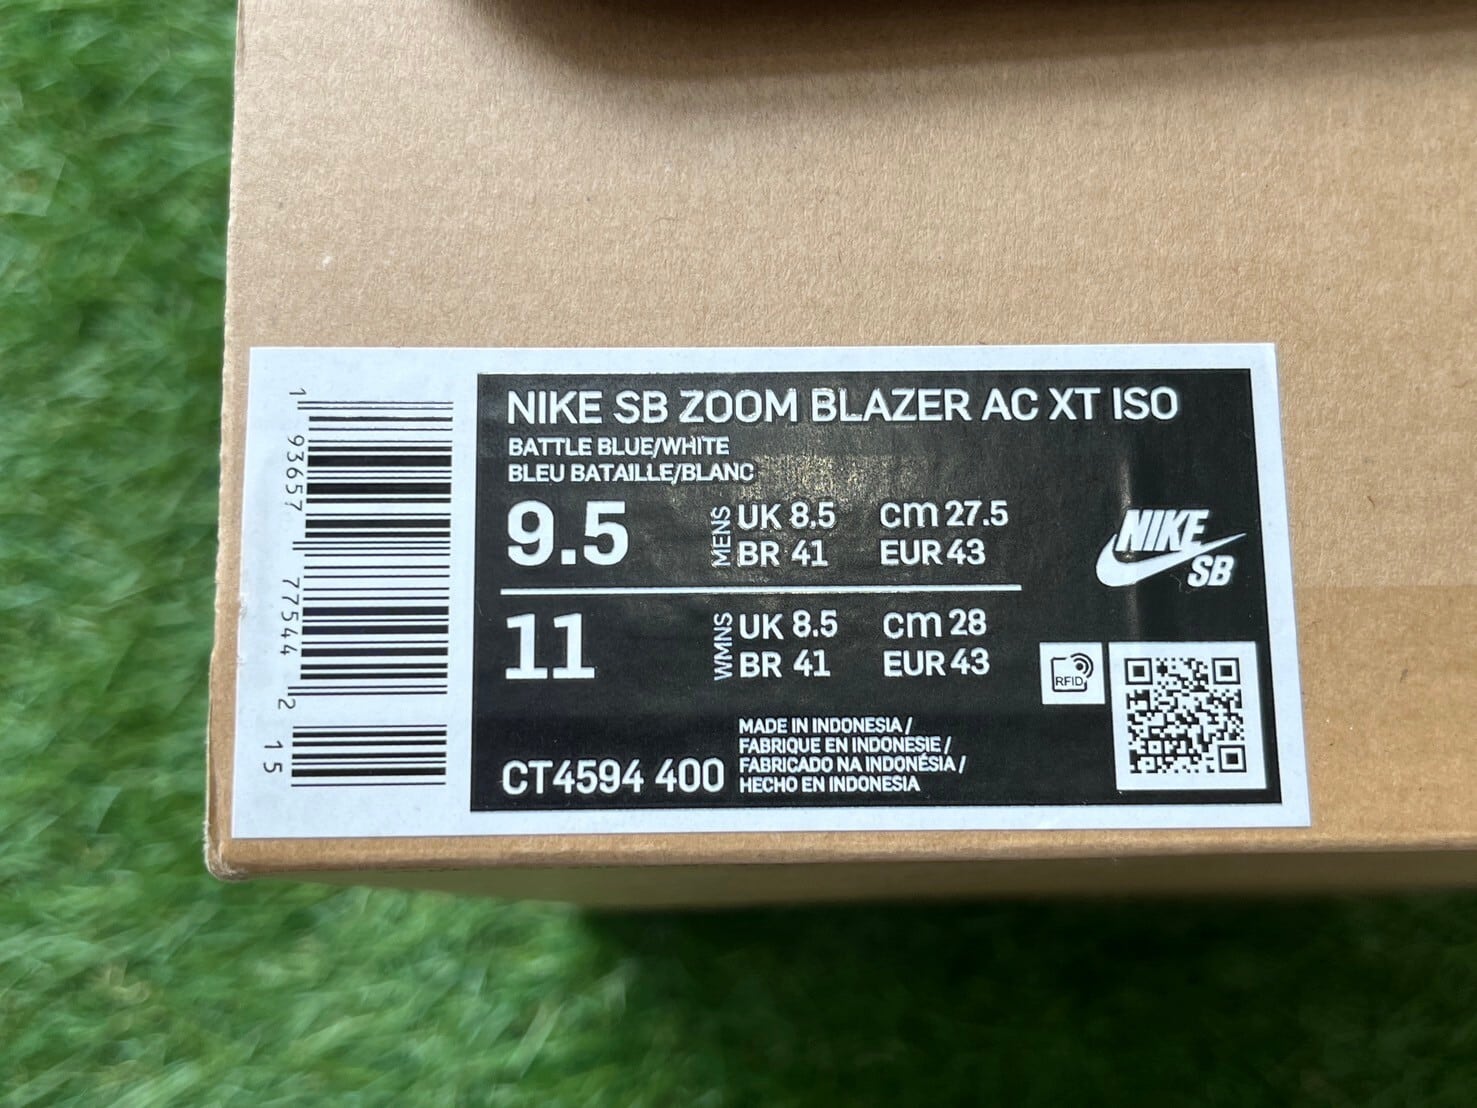 NIKE SB ZOOM BLAZER AC XT ISO
BATTLE BLUE/WHITE
BLEU BATAILLE/BLANC
9.5 MENS UK 8.5 CM 27.5
BR 41 EUR 43
11 WMNS UK 8.5 CM 28
BR 41 EUR 43
NIKE
SB
RFID
CT4594 400
MADE IN INDONESIA /
FABRIQUE EN INDONESIE /
FABRICADO NA INDONÉSIA /
HECHO EN INDONESIA
1 93657 77544 2 15